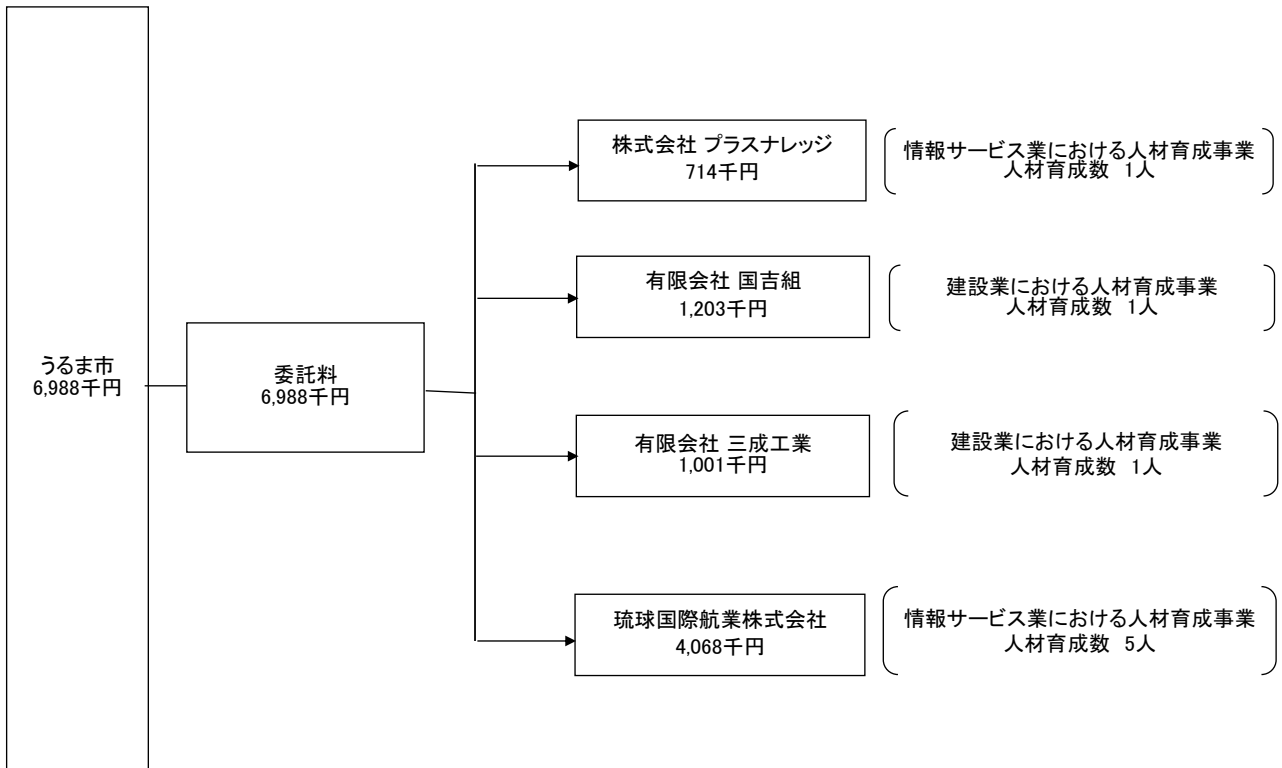 うるま市
6,988千円
委託料
6,988千円
株式会社 プラスナレッジ
714千円
情報サービス業における人材育成事業
人材育成数 1人
有限会社 国吉組
1,203千円
建設業における人材育成事業
人材育成数 1人
有限会社 三成工業
1,001千円
建設業における人材育成事業
人材育成数 1人
琉球国際航業株式会社
4,068千円
情報サービス業における人材育成事業
人材育成数 5人